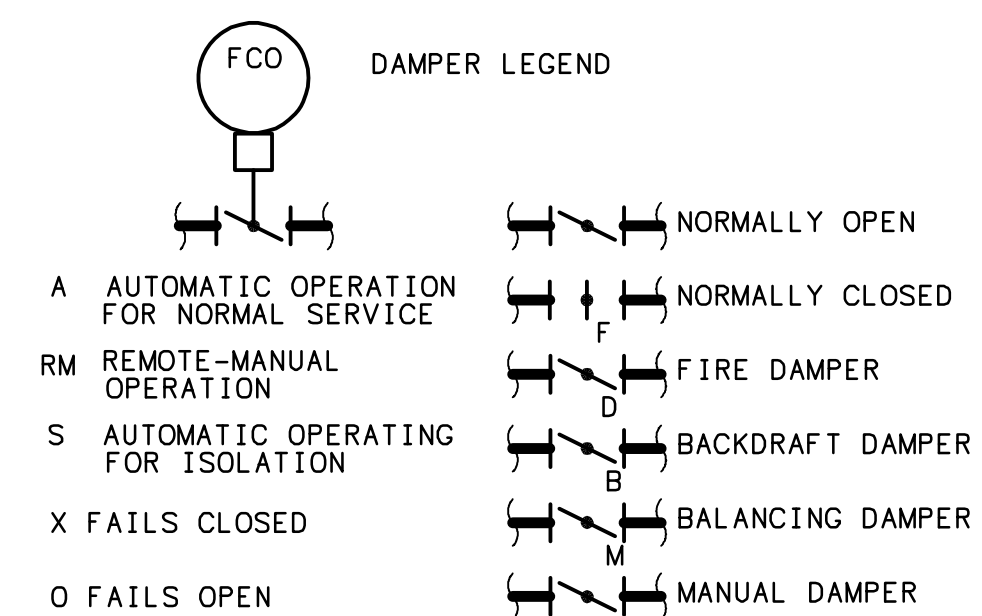 FCO
DAMPER LEGEND
NORMALLY OPEN
A AUTOMATIC OPERATION
FOR NORMAL SERVICE
NORMALLY CLOSED
F
RM REMOTE-MANUAL
OPERATION
FIRE DAMPER
D
S AUTOMATIC OPERATING
FOR ISOLATION
BACKDRAFT DAMPER
B
X FAILS CLOSED
BALANCING DAMPER
M
O FAILS OPEN
MANUAL DAMPER